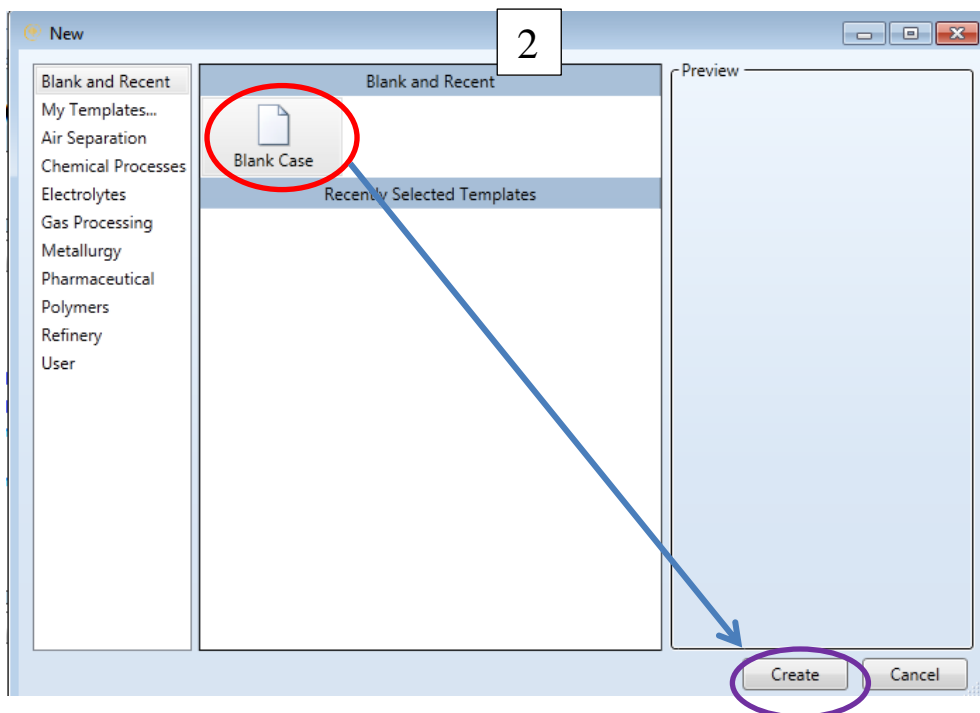 New
2
Blank and Recent
My Templates...
Air Separation
Chemical Processes
Electrolytes
Gas Processing
Metallurgy
Pharmaceutical
Polymers
Refinery
User
Blank and Recent
Blank Case
Recently Selected Templates
Preview
Create
Cancel